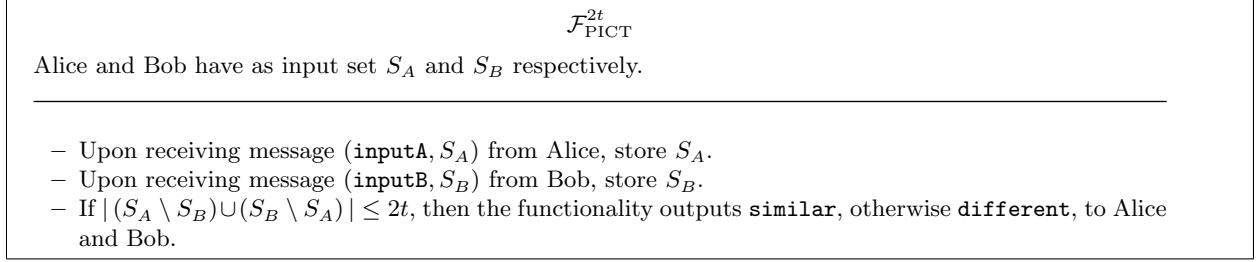 $\mathcal{F}_{\text{PICT}}^{2t}$
Alice and Bob have as input set $S_A$ and $S_B$ respectively.
– Upon receiving message (inputA, $S_A$) from Alice, store $S_A$.
– Upon receiving message (inputB, $S_B$) from Bob, store $S_B$.
– If $|(S_A \setminus S_B) \cup (S_B \setminus S_A)| \leq 2t$, then the functionality outputs similar, otherwise different, to Alice
and Bob.